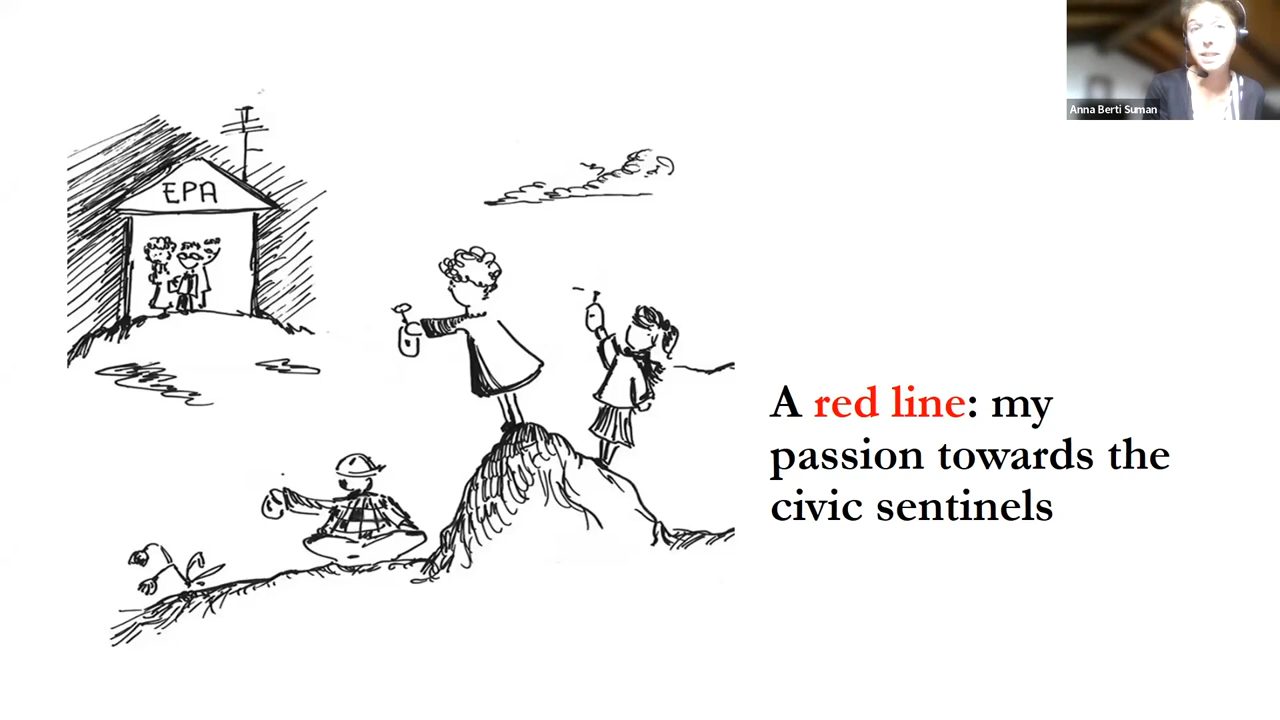 Anna Berti Suman
EPA
A red line: my
passion towards the
civic sentinels